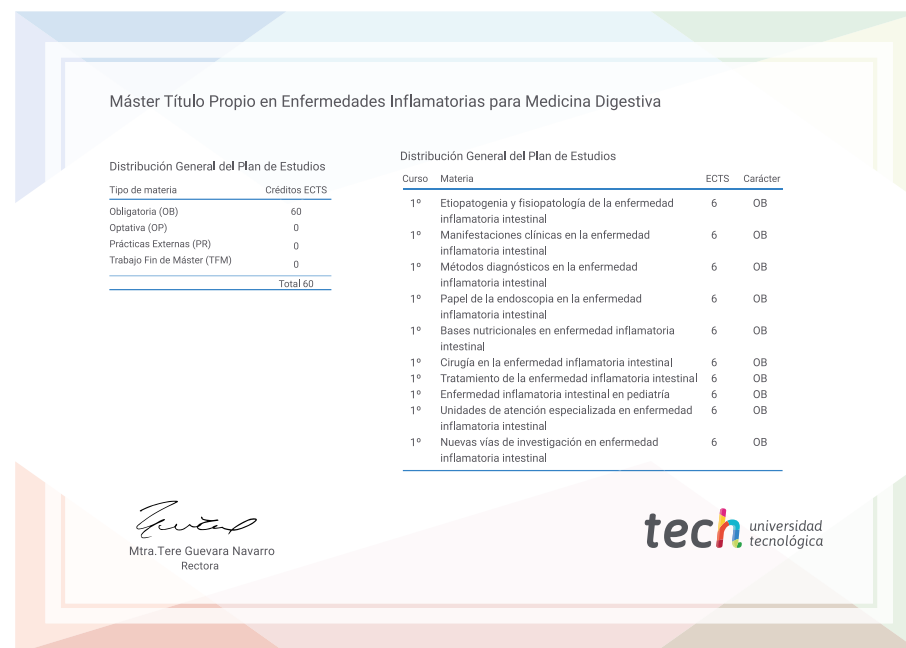 Máster Título Propio en Enfermedades Inflamatorias para Medicina Digestiva
Distribución General del Plan de Estudios
Tipo de materia Créditos ECTS
Obligatoria (OB) 60
Optativa (OP) 0
Prácticas Externas (PR) 0
Trabajo Fin de Máster (TFM) 0
Total 60
Distribución General del Plan de Estudios
Curso Materia ECTS Carácter
1º Etiopatogenia y fisiopatología de la enfermedad 6 OB
inflamatoria intestinal
1º Manifestaciones clínicas en la enfermedad 6 OB
inflamatoria intestinal
1º Métodos diagnósticos en la enfermedad 6 OB
inflamatoria intestinal
1º Papel de la endoscopia en la enfermedad 6 OB
inflamatoria intestinal
1º Bases nutricionales en enfermedad inflamatoria 6 OB
intestinal
1º Cirugía en la enfermedad inflamatoria intestinal 6 OB
1º Tratamiento de la enfermedad inflamatoria intestinal 6 OB
1º Enfermedad inflamatoria intestinal en pediatría 6 OB
1º Unidades de atención especializada en enfermedad 6 OB
inflamatoria intestinal
1º Nuevas vías de investigación en enfermedad 6 OB
inflamatoria intestinal
Mtra.Tere Guevara Navarro
Rectora
tech universidad
tecnológica